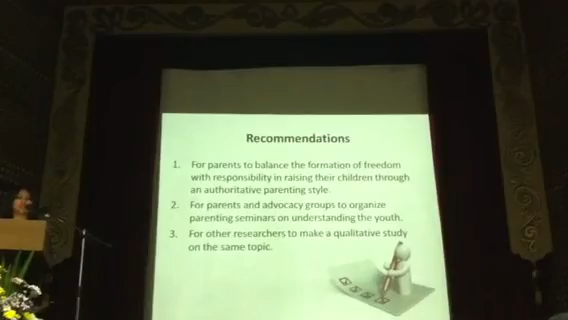 Recommendations
1. For parents to balance the formation of freedom
with responsibility in raising their children through
an authoritative parenting style.
2. For parents and advocacy groups to organize
parenting seminars on understanding the youth.
3. For other researchers to make a qualitative study
on the same topic.